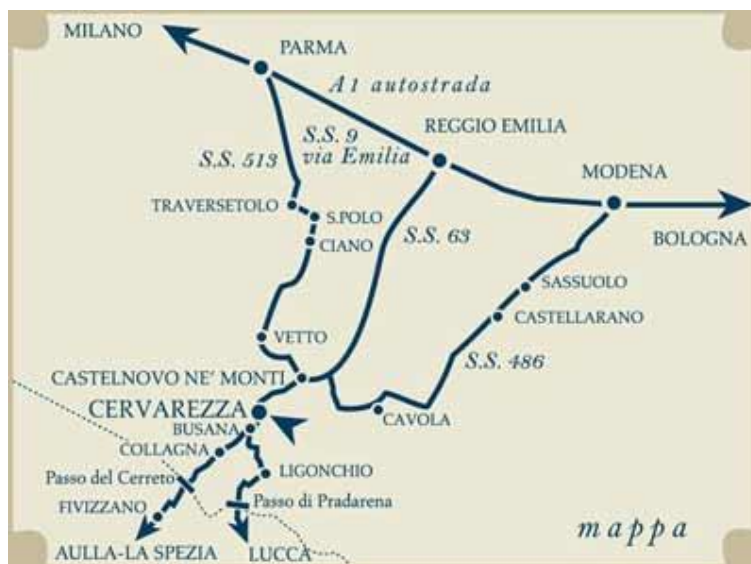 MILANO
PARMA
A1 autostrada
S.S. 9
via Emilia
REGGIO EMILIA
S.S. 513
MODENA
TRAVERSETOLO
S.POLO
S.S. 63
BOLOGNA
CIANO
SASSUOLO
CASTELLARANO
VETTO
S.S. 486
CASTELNOVO NE' MONTI
CERVAREZZA
CAVOLA
BUSANA
COLLAGNA
LIGONCHIO
Passo del Cerreto
Passo di Pradarena
FIVIZZANO
mappa
AULLA-LA SPEZIA
LUCCA